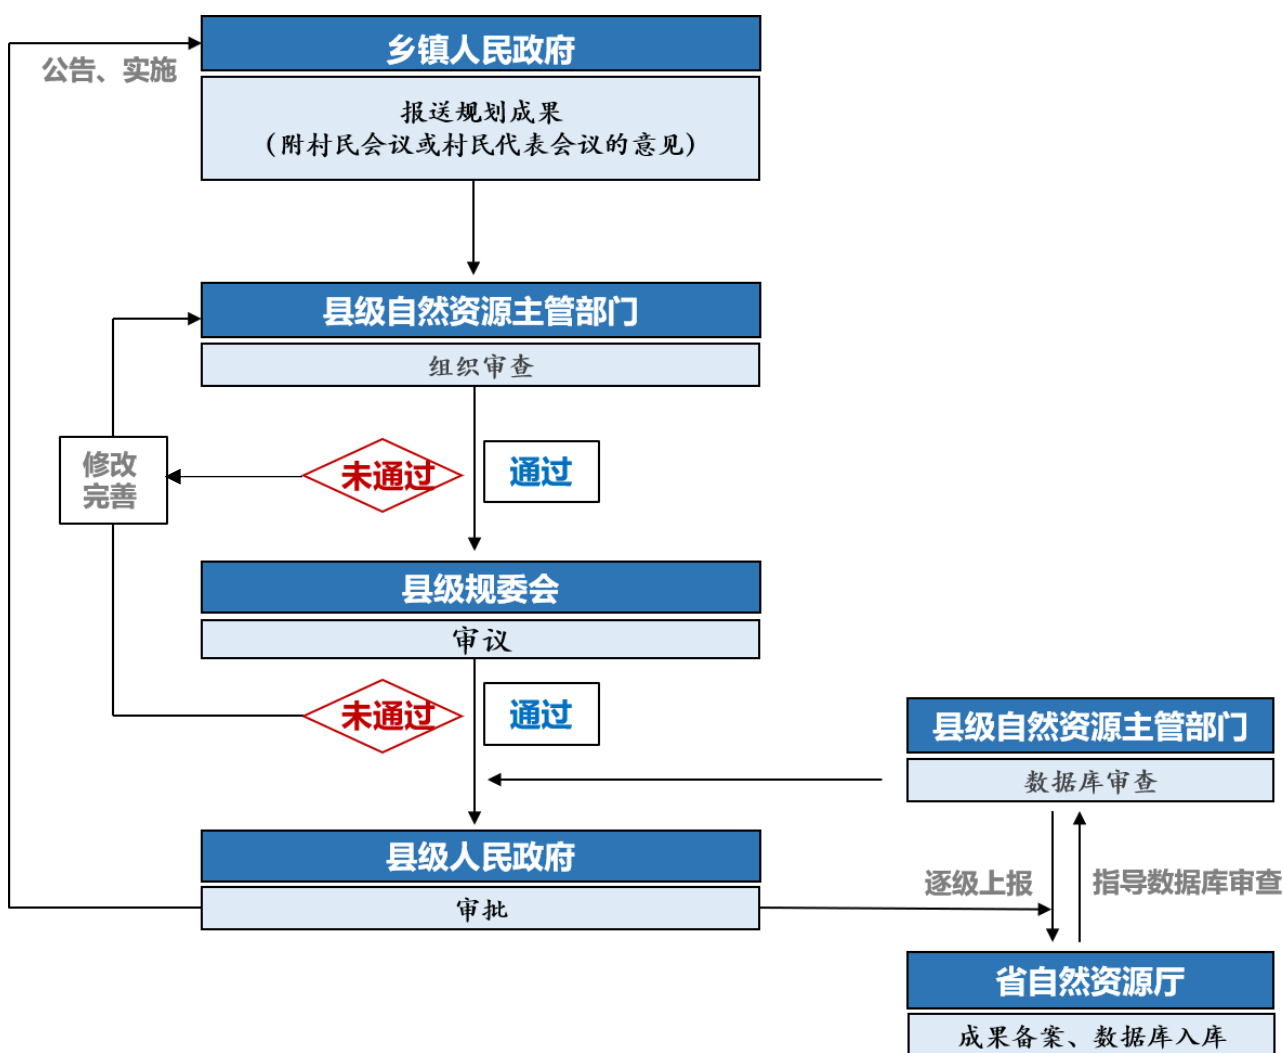 乡镇人民政府
公告、实施
报送规划成果
(附村民会议或村民代表会议的意见)
县级自然资源主管部门
组织审查
修改
完善
未通过
通过
县级规委会
审议
未通过
通过
县级自然资源主管部门
数据库审查
县级人民政府
审批
逐级上报
指导数据库审查
省自然资源厅
成果备案、数据库入库